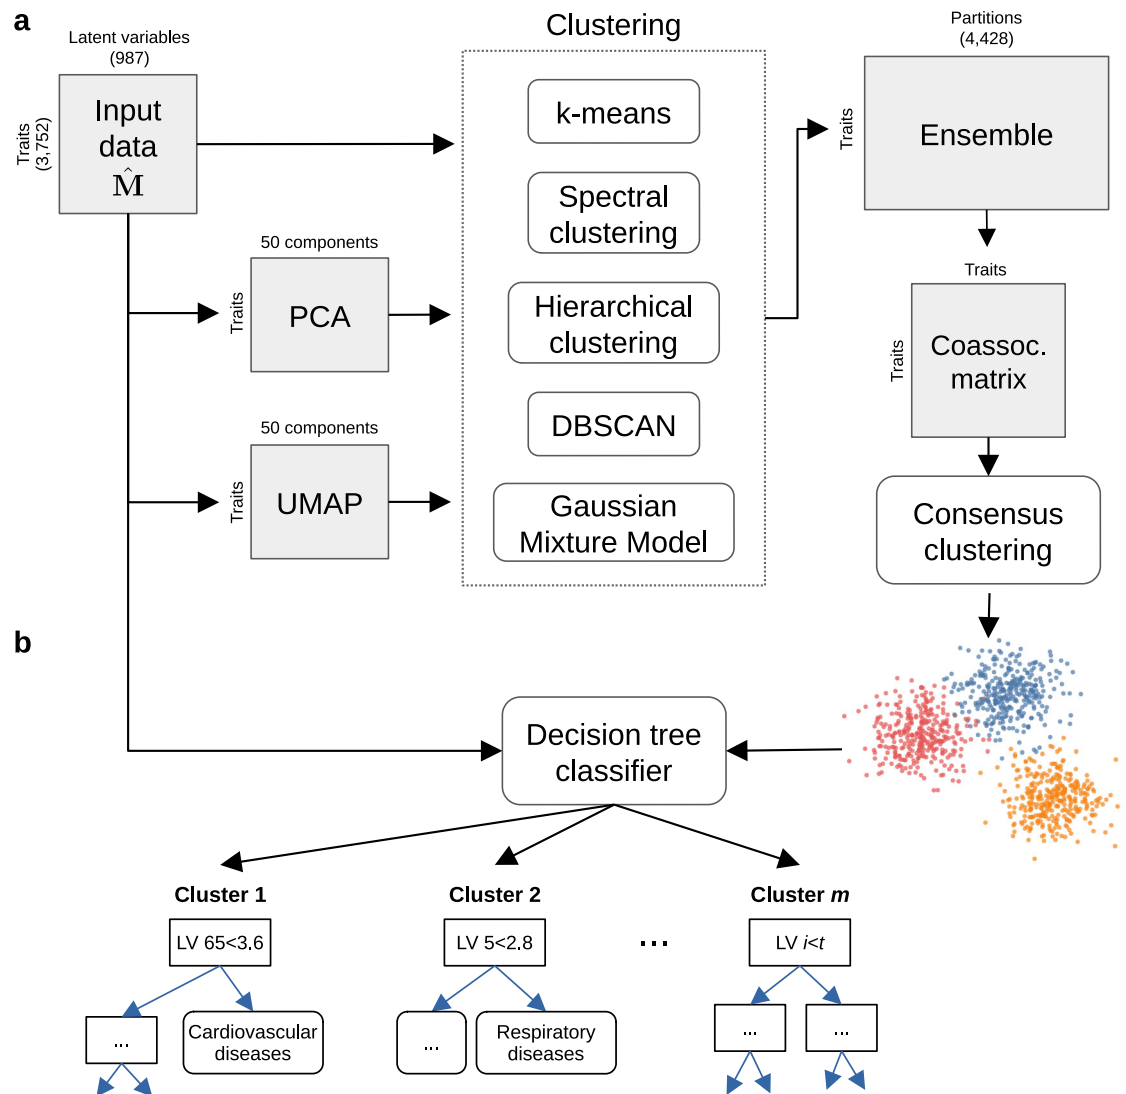 a
Latent variables
(987)
Traits
(3,752)
Input
data
M̂
50 components
Traits
PCA
50 components
Traits
UMAP
Clustering
k-means
Spectral
clustering
Hierarchical
clustering
DBSCAN
Gaussian
Mixture Model
Partitions
(4,428)
Traits
Ensemble
Traits
Traits
Coassoc.
matrix
Consensus
clustering
b
Decision tree
classifier
Cluster 1
LV 65<3.6
...
Cardiovascular
diseases
Cluster 2
LV 5<2.8
...
Respiratory
diseases
...
Cluster m
LV i<t
...
...